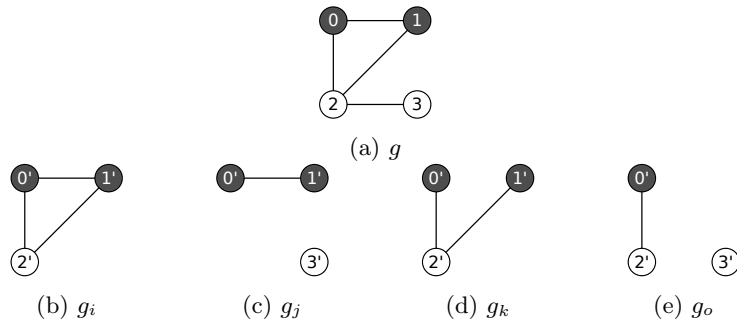 0 1
2 3
(a) g
0' 1' 0' 1' 0' 1' 0'
2' 3' 2' 2' 3'
(b) gᵢ (c) gⱼ (d) gₖ (e) gₒ